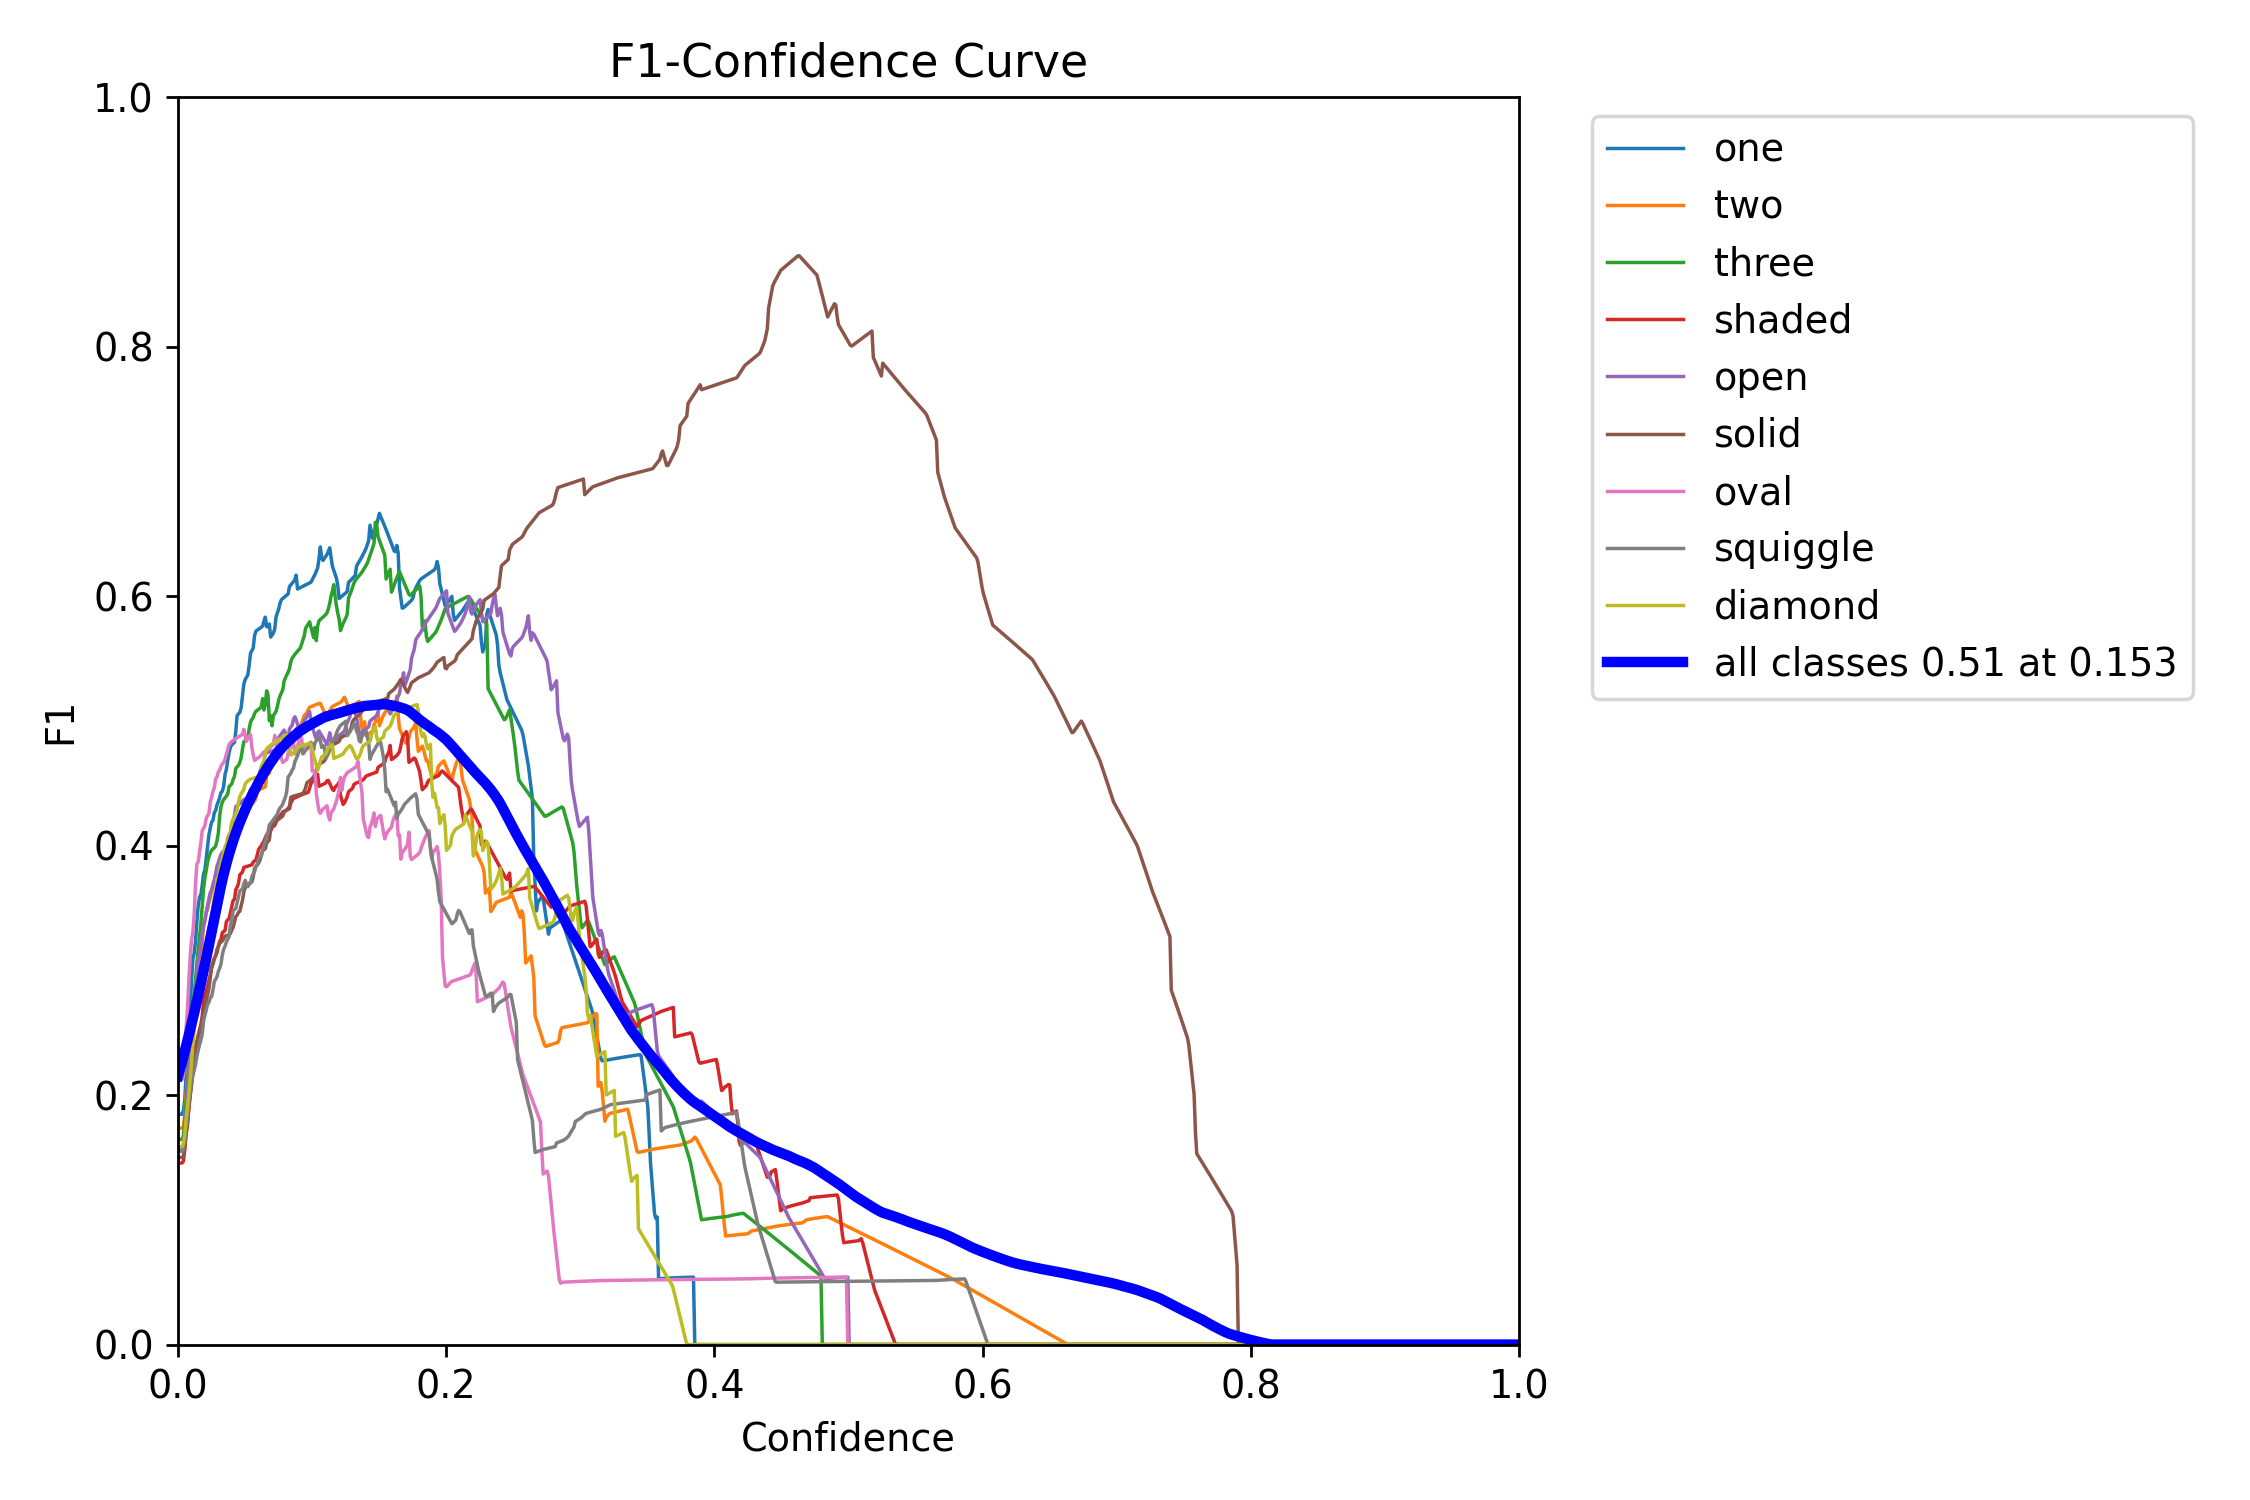 F1-Confidence Curve
1.0
0.8
0.6
0.4
0.2
0.0
F1
0.0 0.2 0.4 0.6 0.8 1.0
Confidence
one
two
three
shaded
open
solid
oval
squiggle
diamond
all classes 0.51 at 0.153